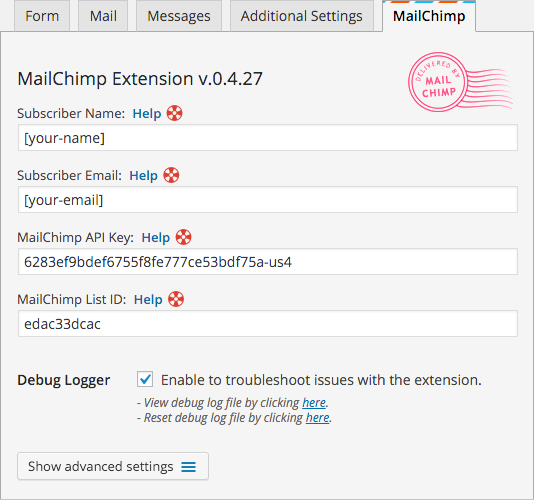 Form Mail Messages Additional Settings MailChimp
MailChimp Extension v.0.4.27
DELIVERED BY
MAIL
CHIMP
Subscriber Name: Help
[your-name]
Subscriber Email: Help
[your-email]
MailChimp API Key: Help
6283ef9bdef6755f8fe777ce53bdf75a-us4
MailChimp List ID: Help
edac33dcac
Debug Logger Enable to troubleshoot issues with the extension.
- View debug log file by clicking here.
- Reset debug log file by clicking here.
Show advanced settings